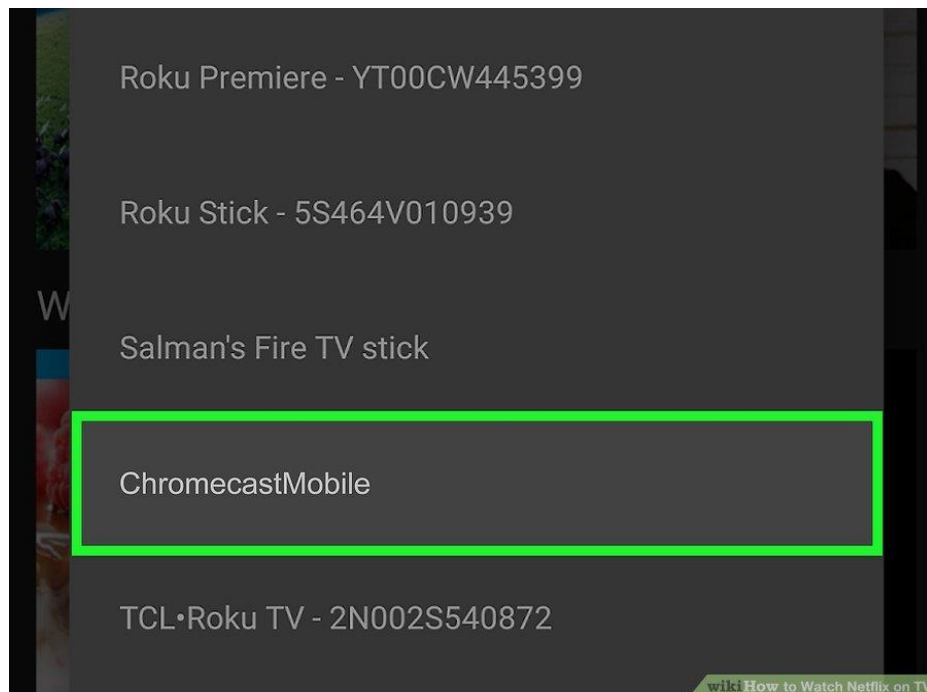 Roku Premiere - YT00CW445399
Roku Stick - 5S464V010939
W
Salman's Fire TV stick
ChromecastMobile
TCL•Roku TV - 2N002S540872
wikiHow to Watch Netflix on TV